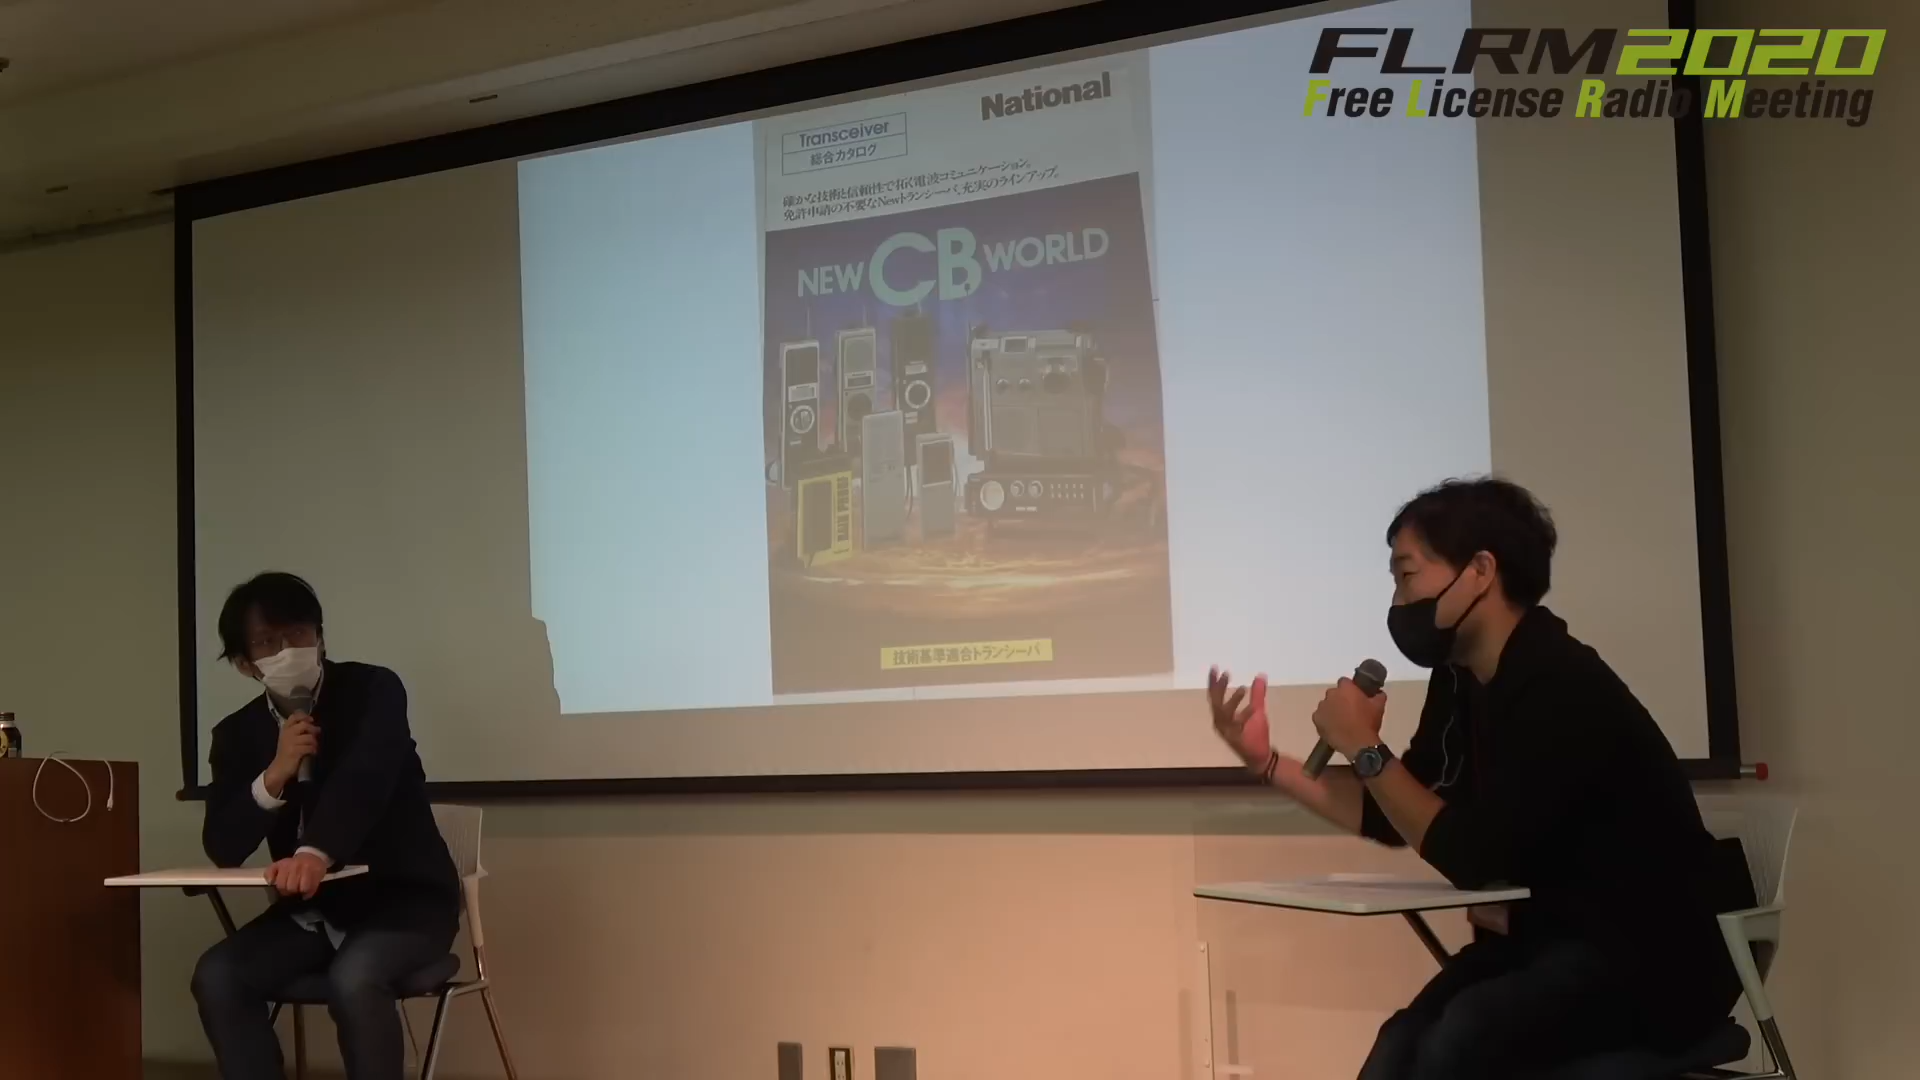 FLRM2020
Free License Radio Meeting
National
Transceiver
総合カタログ
確かな技術と信頼性で拓く電波コミュニケーション。
免許申請の不要なNewトランシーバ、充実のラインアップ。
NEW CB WORLD
技術基準適合トランシーバ